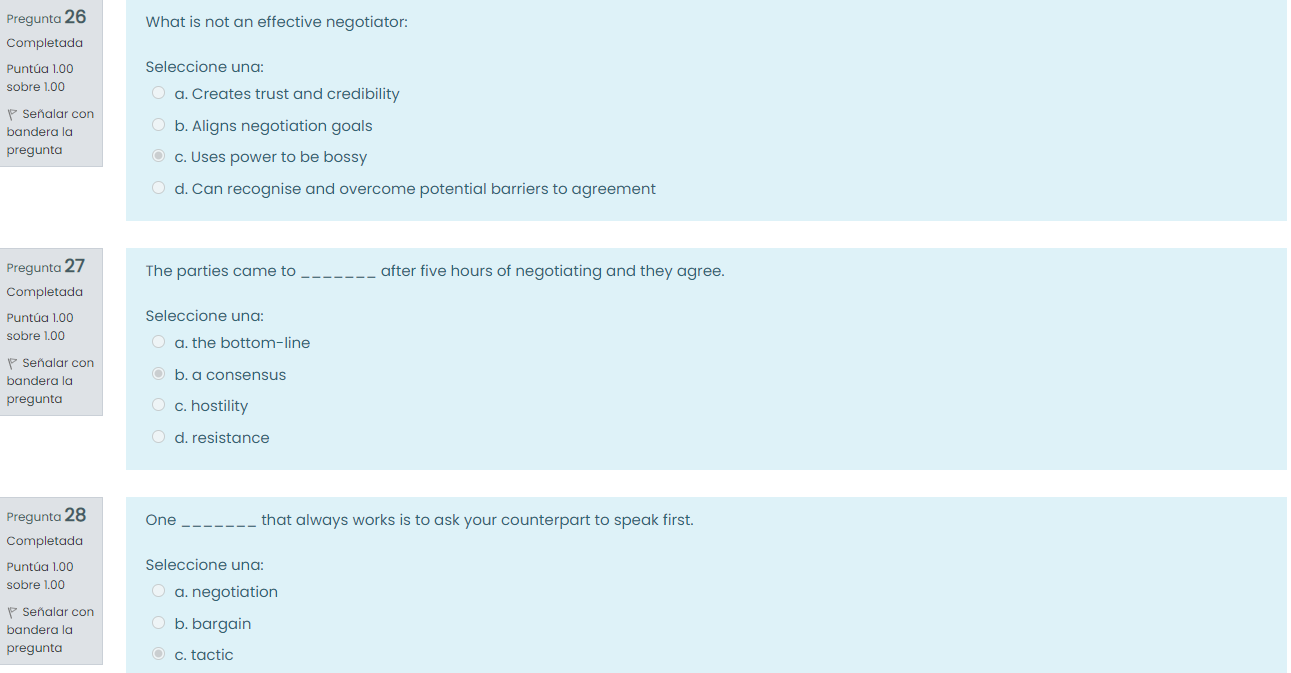 Pregunta 26
Completada
Puntúa 1.00
sobre 1.00
Señalar con
bandera la
pregunta
What is not an effective negotiator:
Seleccione una:
a. Creates trust and credibility
b. Aligns negotiation goals
c. Uses power to be bossy
d. Can recognise and overcome potential barriers to agreement
Pregunta 27
Completada
Puntúa 1.00
sobre 1.00
Señalar con
bandera la
pregunta
The parties came to _______ after five hours of negotiating and they agree.
Seleccione una:
a. the bottom-line
b. a consensus
c. hostility
d. resistance
Pregunta 28
Completada
Puntúa 1.00
sobre 1.00
Señalar con
bandera la
pregunta
One _______ that always works is to ask your counterpart to speak first.
Seleccione una:
a. negotiation
b. bargain
c. tactic